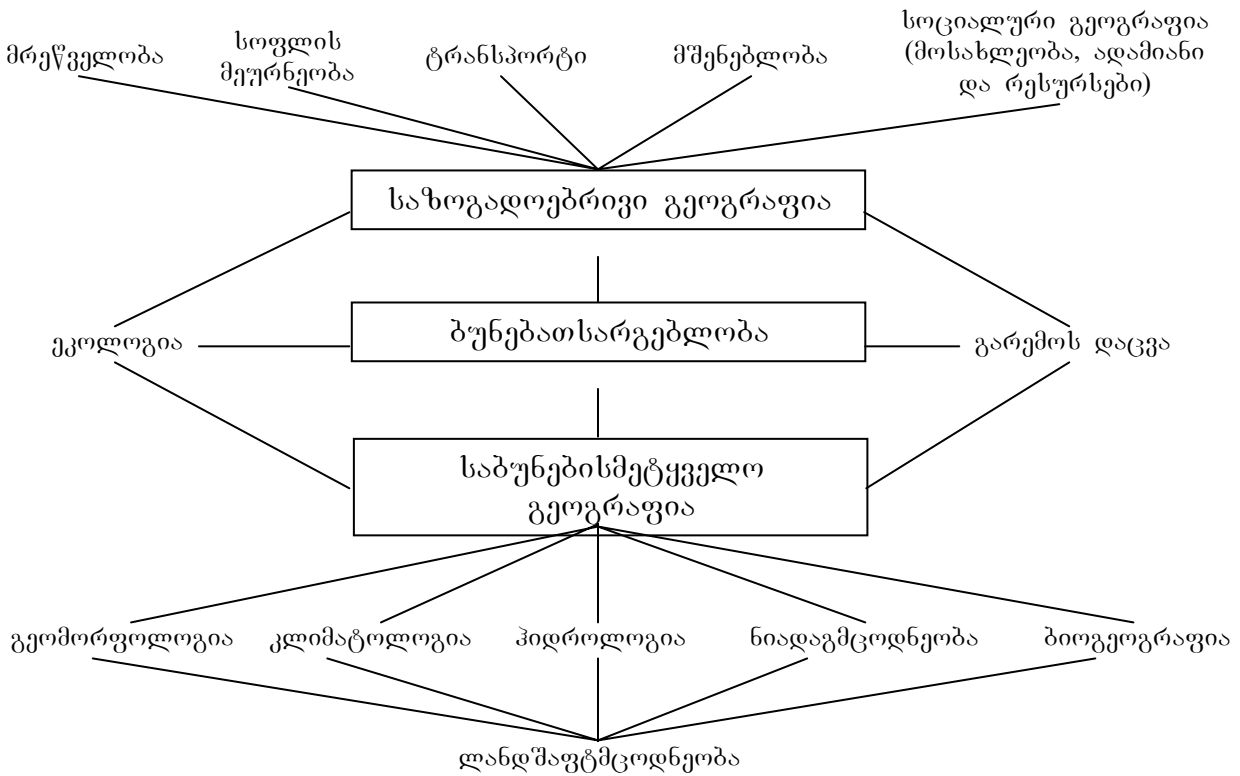 მრეწველობა
სოფლის
მეურნეობა
ტრანსპორტი
მშენებლობა
სოციალური გეოგრაფია
(მოსახლეობა, ადამიანი
და რესურსები)
საზოგადოებრივი გეოგრაფია
ეკოლოგია
ბუნებათსარგებლობა
გარემოს დაცვა
საბუნებისმეტყველო
გეოგრაფია
გეომორფოლოგია
კლიმატოლოგია
ჰიდროლოგია
ნიადაგმცოდნეობა
ბიოგეოგრაფია
ლანდშაფტმცოდნეობა